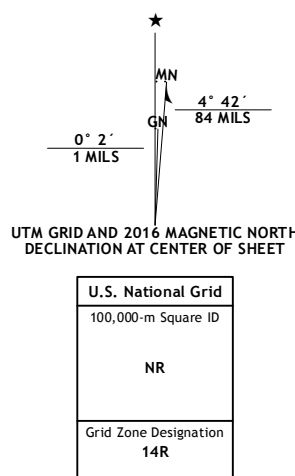 ★
MN
4° 42´
84 MILS
GN
0° 2´
1 MILS
UTM GRID AND 2016 MAGNETIC NORTH
DECLINATION AT CENTER OF SHEET
U.S. National Grid
100,000-m Square ID
NR
Grid Zone Designation
14R